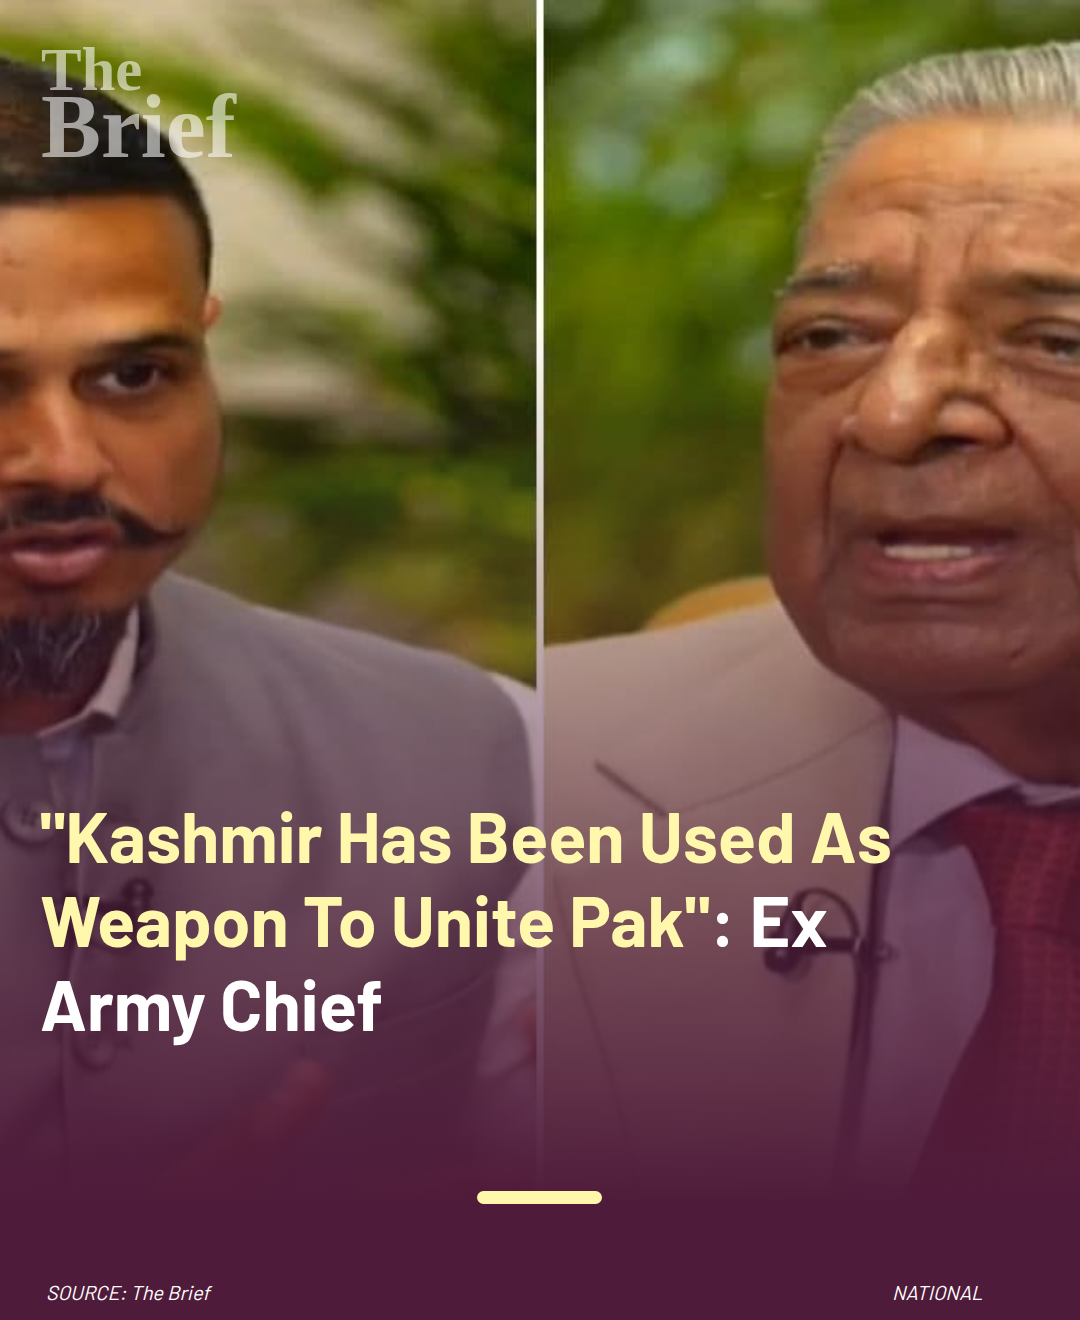 The
Brief
"Kashmir Has Been Used As
Weapon To Unite Pak": Ex
Army Chief
SOURCE: The Brief
NATIONAL